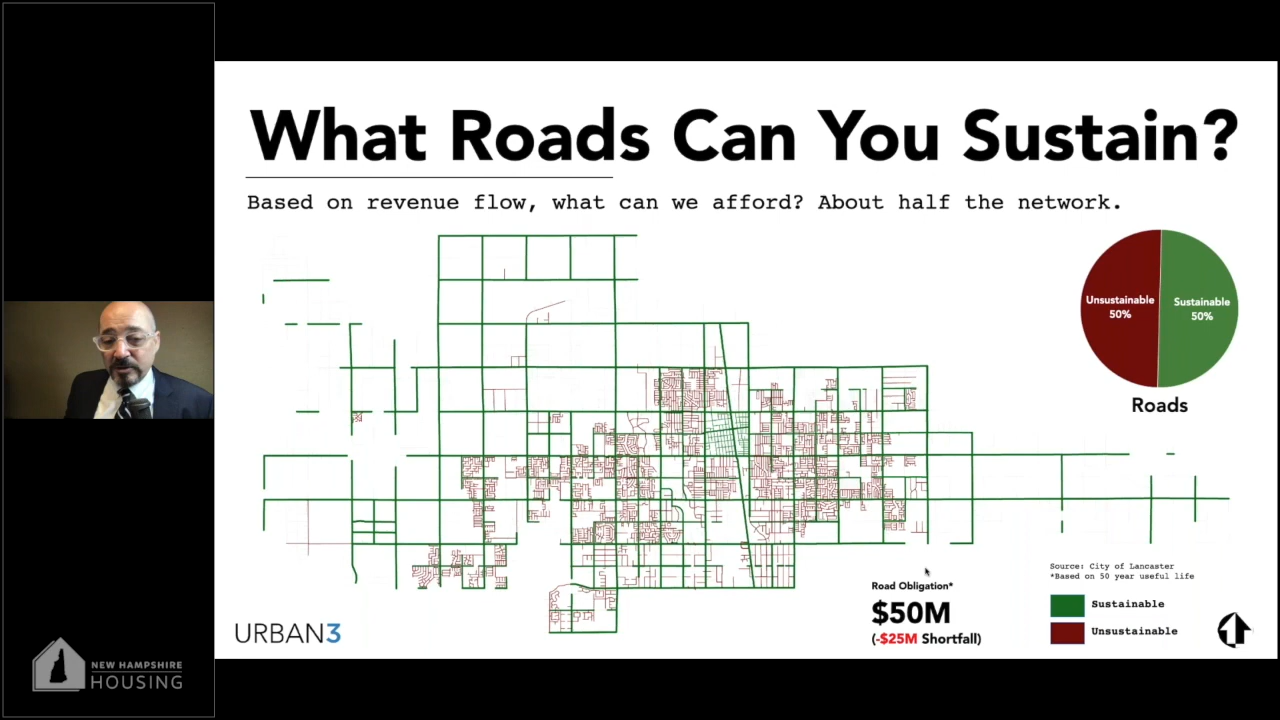 What Roads Can You Sustain?
Based on revenue flow, what can we afford? About half the network.
Unsustainable
50%
Sustainable
50%
Roads
Road Obligation*
$50M
(-$25M Shortfall)
Source: City of Lancaster
*Based on 50 year useful life
Sustainable
Unsustainable
URBAN3
NEW HAMPSHIRE
HOUSING